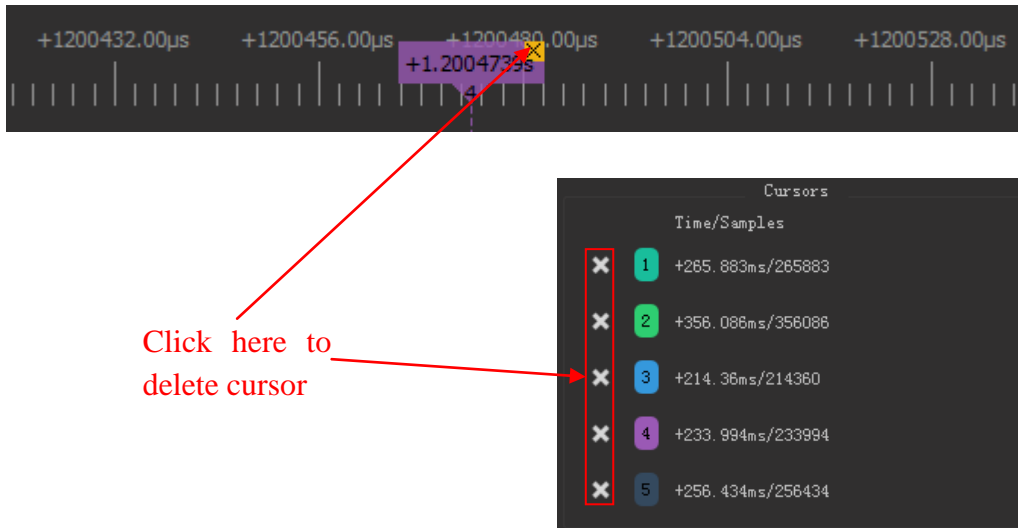 +1200432.00µs +1200456.00µs +1200480.00µs +1200504.00µs +1200528.00µs
+1.2004739s
4
Cursors
Time/Samples
1 +265.883ms/265883
2 +356.086ms/356086
Click here to
delete cursor
3 +214.36ms/214360
4 +233.994ms/233994
5 +256.434ms/256434